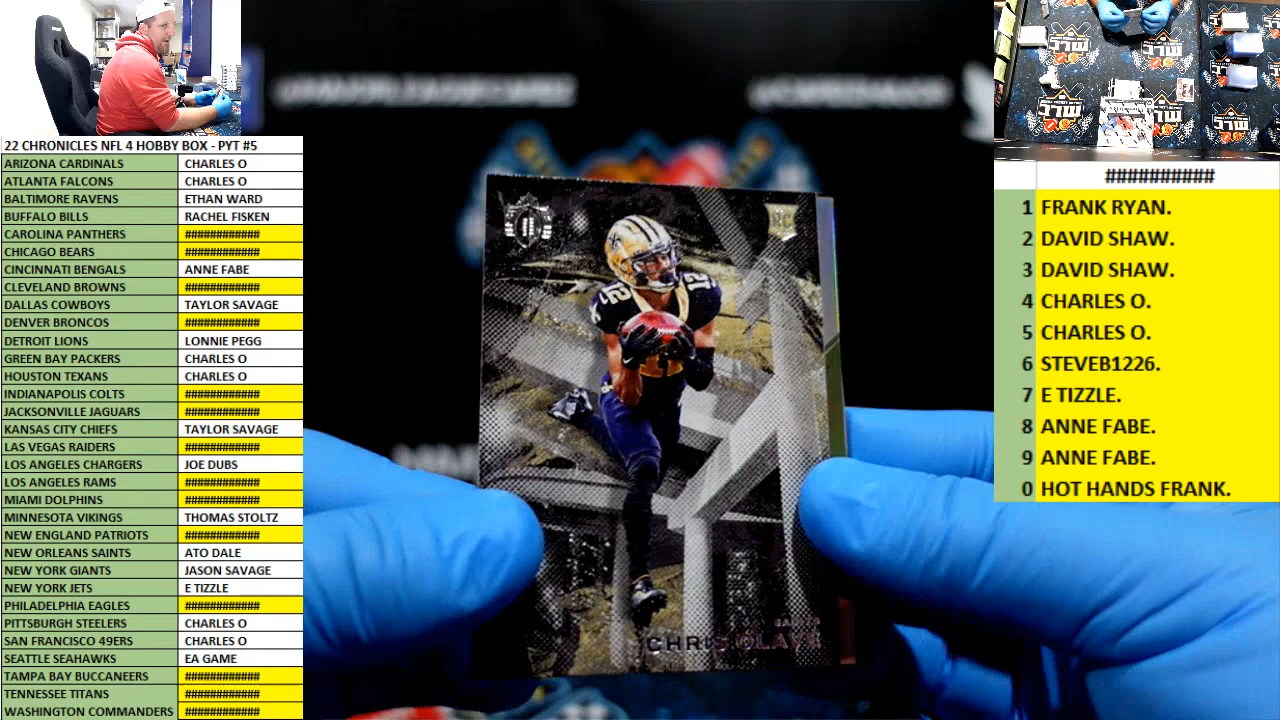 22 CHRONICLES NFL 4 HOBBY BOX - PYT #5
ARIZONA CARDINALS CHARLES O
ATLANTA FALCONS CHARLES O
BALTIMORE RAVENS ETHAN WARD
BUFFALO BILLS RACHEL FISKEN
CAROLINA PANTHERS ############
CHICAGO BEARS ############
CINCINNATI BENGALS ANNE FABE
CLEVELAND BROWNS ############
DALLAS COWBOYS TAYLOR SAVAGE
DENVER BRONCOS ############
DETROIT LIONS LONNIE PEGG
GREEN BAY PACKERS CHARLES O
HOUSTON TEXANS CHARLES O
INDIANAPOLIS COLTS ############
JACKSONVILLE JAGUARS ############
KANSAS CITY CHIEFS TAYLOR SAVAGE
LAS VEGAS RAIDERS ############
LOS ANGELES CHARGERS JOE DUBS
LOS ANGELES RAMS ############
MIAMI DOLPHINS ############
MINNESOTA VIKINGS THOMAS STOLTZ
NEW ENGLAND PATRIOTS ############
NEW ORLEANS SAINTS ATO DALE
NEW YORK GIANTS JASON SAVAGE
NEW YORK JETS E TIZZLE
PHILADELPHIA EAGLES ############
PITTSBURGH STEELERS CHARLES O
SAN FRANCISCO 49ERS CHARLES O
SEATTLE SEAHAWKS EA GAME
TAMPA BAY BUCCANEERS ############
TENNESSEE TITANS ############
WASHINGTON COMMANDERS ############
RC
12
12
CHRIS OLAVE
##########
1 FRANK RYAN.
2 DAVID SHAW.
3 DAVID SHAW.
4 CHARLES O.
5 CHARLES O.
6 STEVEB1226.
7 E TIZZLE.
8 ANNE FABE.
9 ANNE FABE.
0 HOT HANDS FRANK.